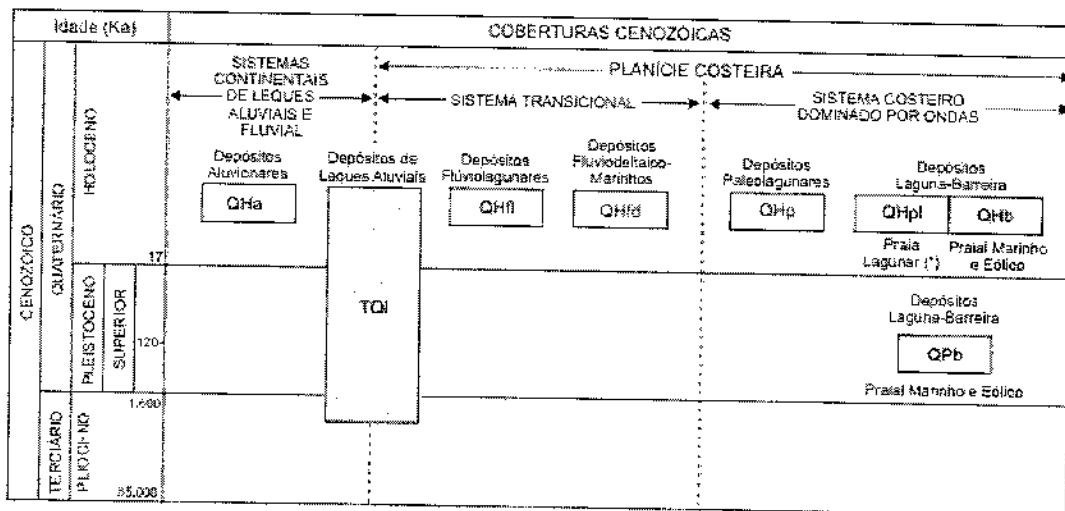 Idade (Ka)
COBERTURAS CENOZÓICAS
SISTEMAS
CONTINENTAIS
DE LEQUES
ALUVIAIS E
FLUVIAL
PLANÍCIE COSTEIRA
SISTEMA TRANSICIONAL
SISTEMA COSTEIRO
DOMINADO POR ONDAS
CENOZÓICO
QUATERNÁRIO
HOLOCENO
Depósitos
Aluvionares
QHa
Depósitos de
Leques Aluviais
TQl
Depósitos
Flúviolagunares
QHfl
Depósitos
Fluviodeltaico-
Marinhos
QHfd
Depósitos
Paleolagunares
QHp
Depósitos
Laguna-Barreira
QHpl
QHb
Praia
Lagunar (*)
Praial Marinho
e Eólico
17
PLEISTOCENO
SUPERIOR
120
Depósitos
Laguna-Barreira
QPb
Praial Marinho e Eólico
1.600
TERCIÁRIO
PLIOCENO